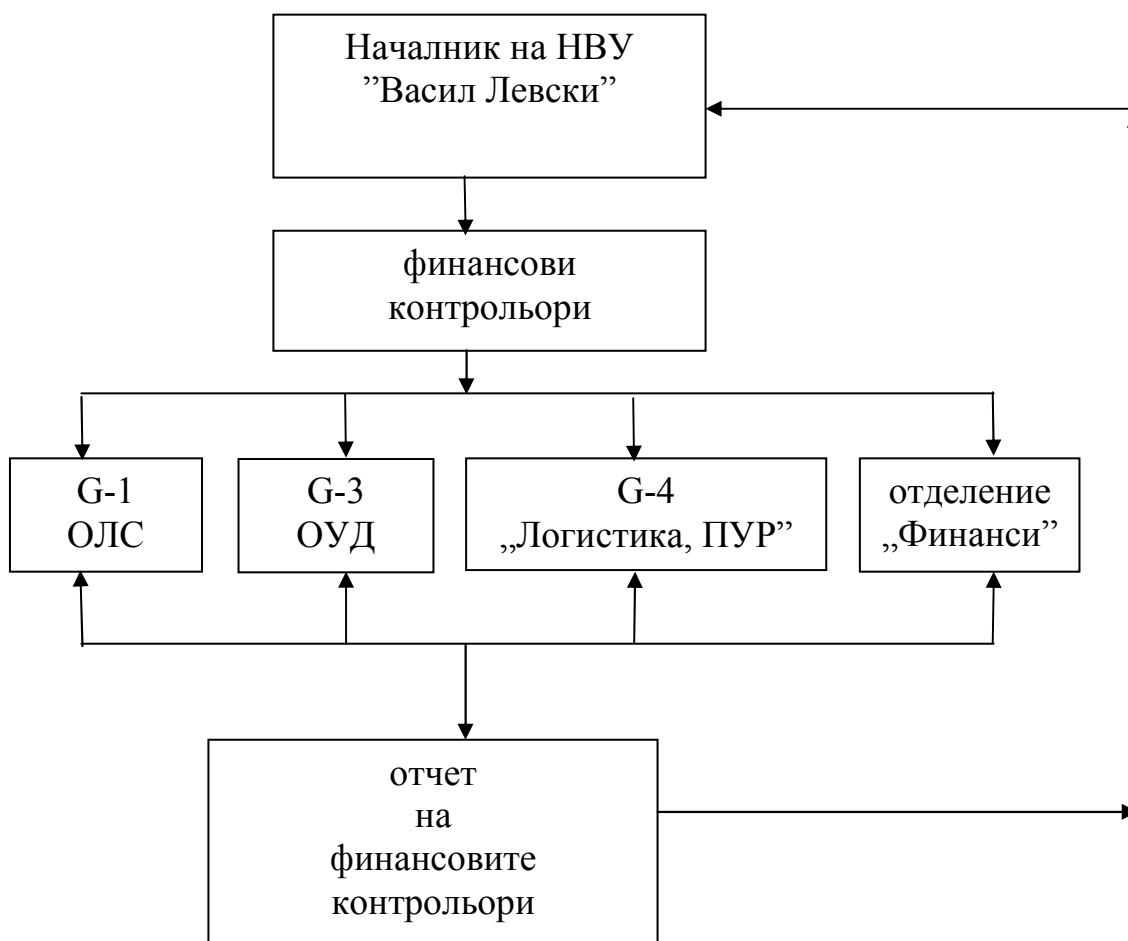 Началник на НВУ
”Васил Левски”
финансови
контрольори
G-1
ОЛС
G-3
ОУД
G-4
„Логистика, ПУР”
отделение
„Финанси”
отчет
на
финансовите
контрольори